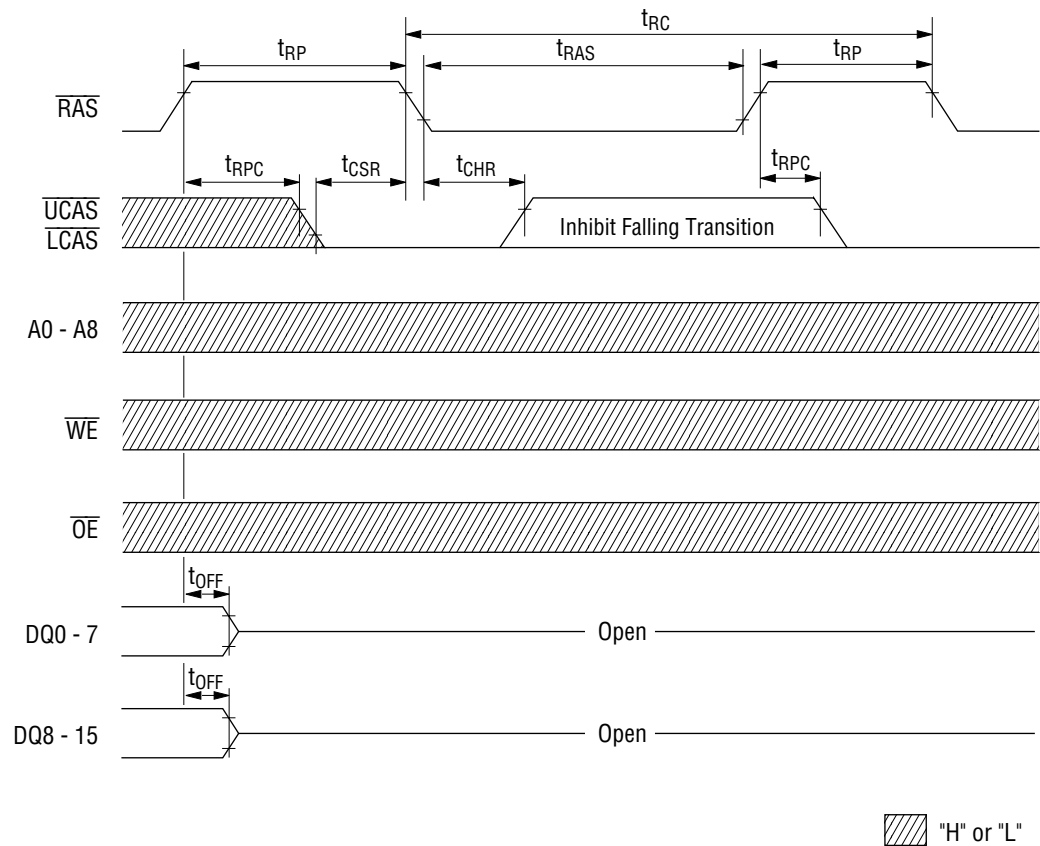 tRC
tRP tRAS tRP
RAS
tRPC tCSR tCHR tRPC
UCAS
LCAS
Inhibit Falling Transition
A0 - A8
WE
OE
tOFF
DQ0 - 7 Open
tOFF
DQ8 - 15 Open
"H" or "L"